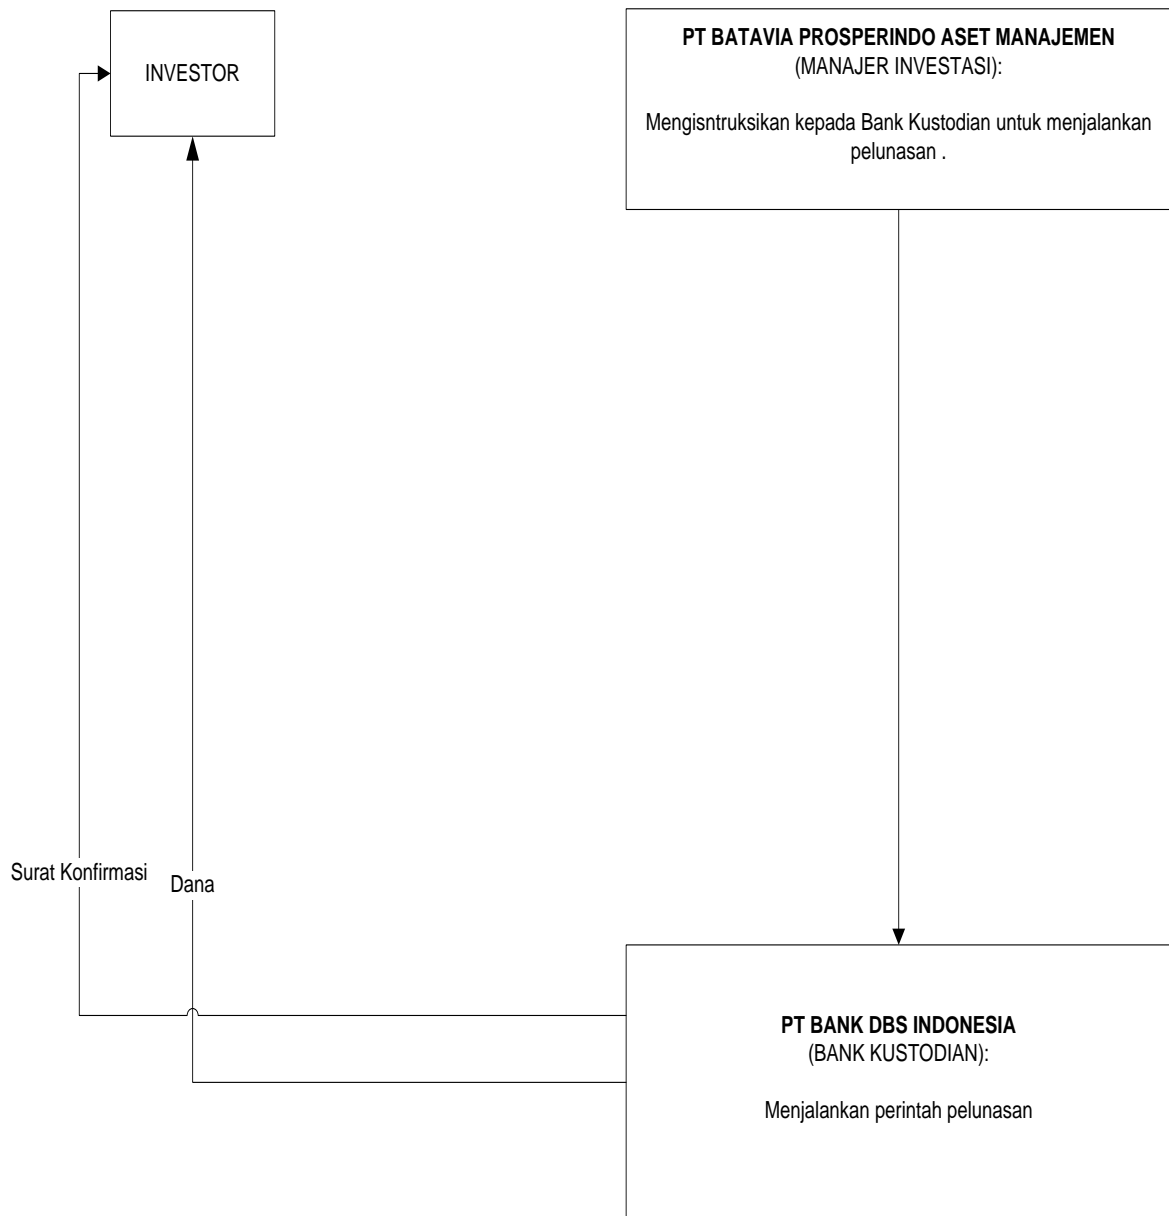 INVESTOR
PT BATAVIA PROSPERINDO ASET MANAJEMEN
(MANAJER INVESTASI):
Mengisntruksikan kepada Bank Kustodian untuk menjalankan
pelunasan .
Surat Konfirmasi
Dana
PT BANK DBS INDONESIA
(BANK KUSTODIAN):
Menjalankan perintah pelunasan